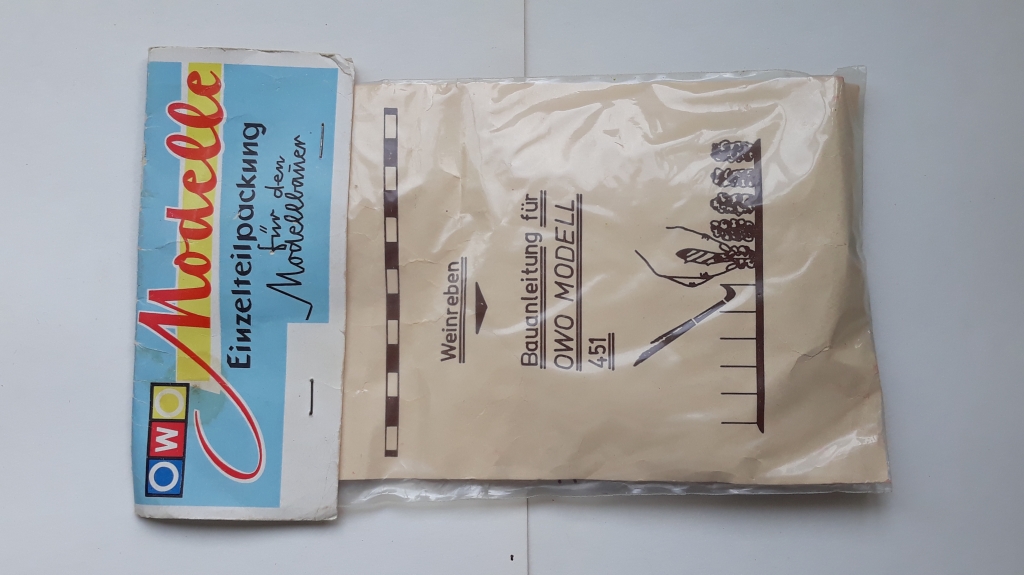 OWO
Modelle
Einzelteilpackung
für den
Modellbauer
Weinreben
Bauanleitung für
OWO MODELL
451